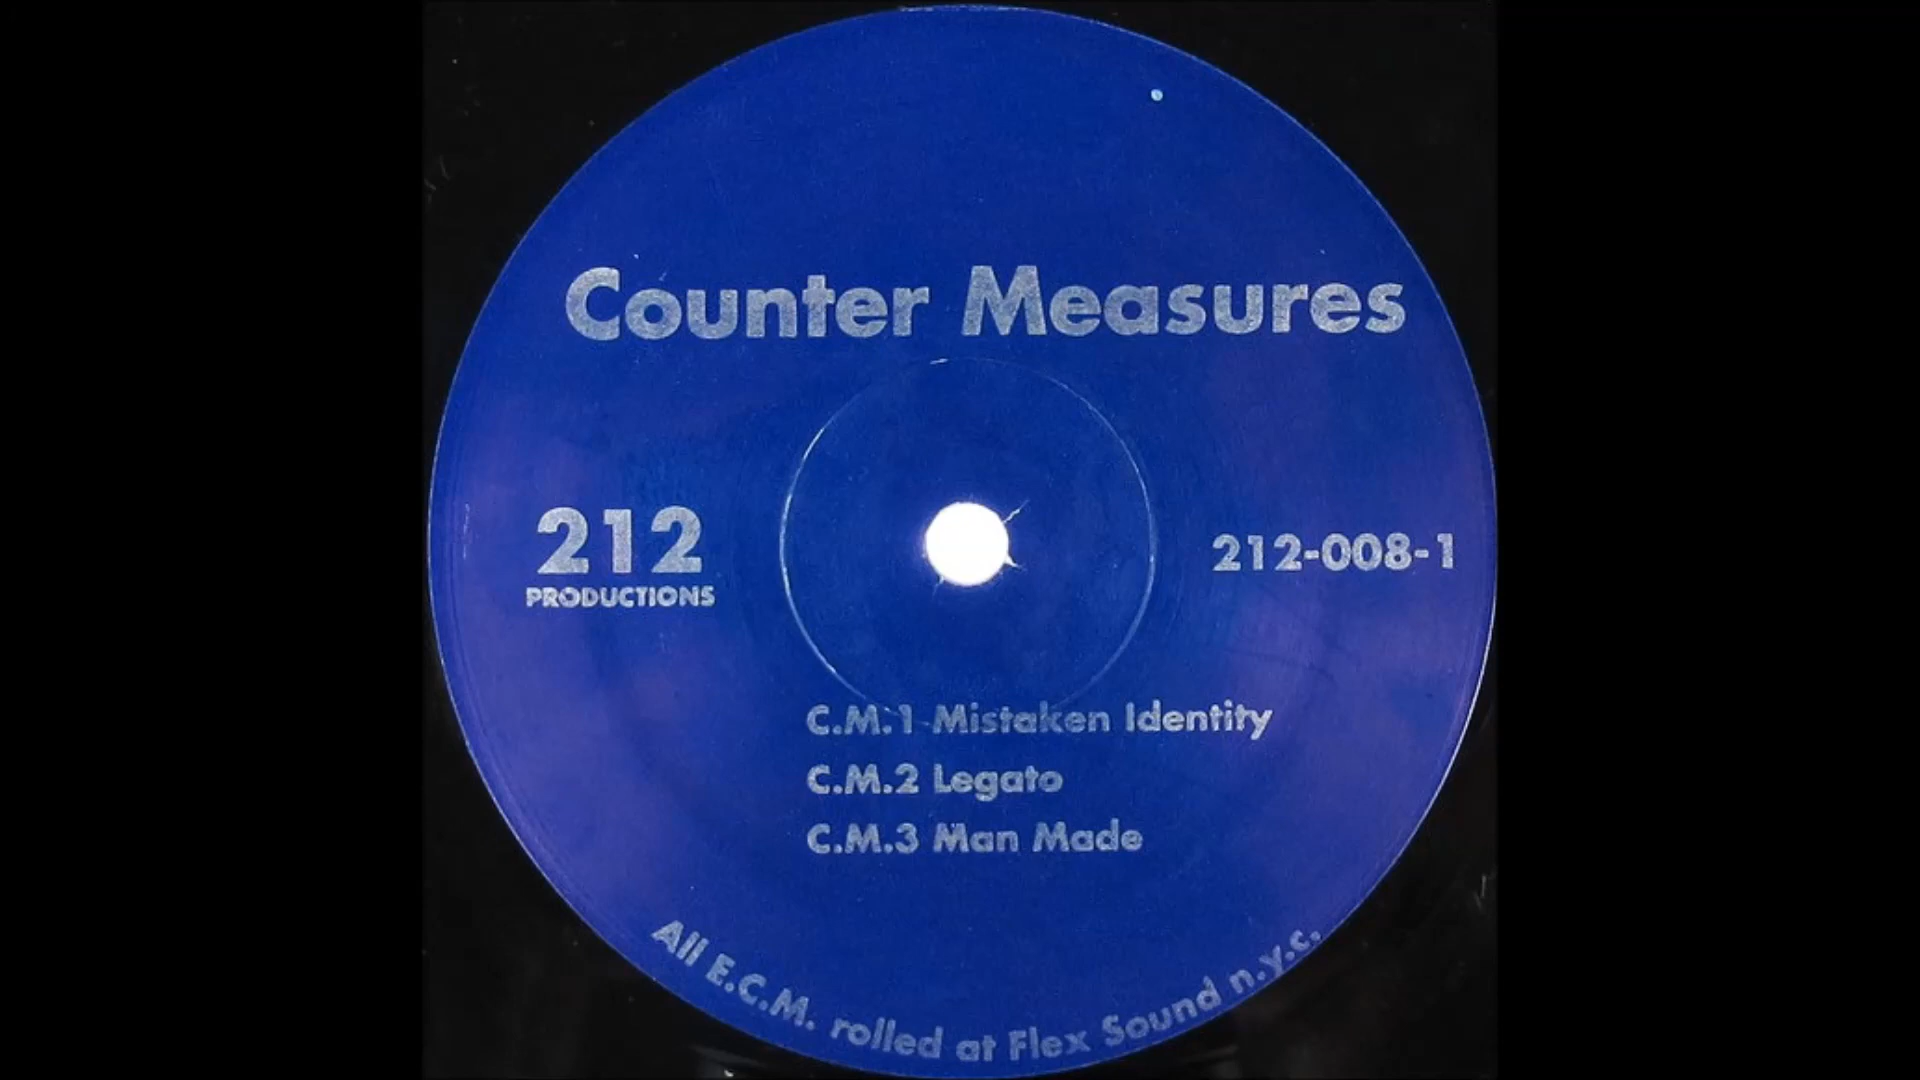 Counter Measures
212
PRODUCTIONS
212-008-1
C.M.1 Mistaken Identity
C.M.2 Legato
C.M.3 Man Made
All E.C.M. rolled at Flex Sound n.y.c.